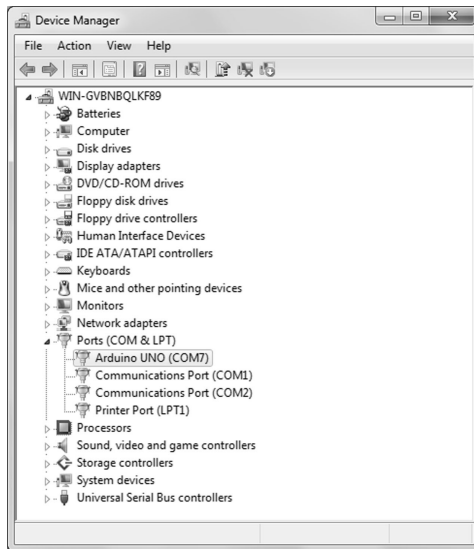 Device Manager
File Action View Help
WIN-GVBNBQLKF89
Batteries
Computer
Disk drives
Display adapters
DVD/CD-ROM drives
Floppy disk drives
Floppy drive controllers
Human Interface Devices
IDE ATA/ATAPI controllers
Keyboards
Mice and other pointing devices
Monitors
Network adapters
Ports (COM & LPT)
Arduino UNO (COM7)
Communications Port (COM1)
Communications Port (COM2)
Printer Port (LPT1)
Processors
Sound, video and game controllers
Storage controllers
System devices
Universal Serial Bus controllers